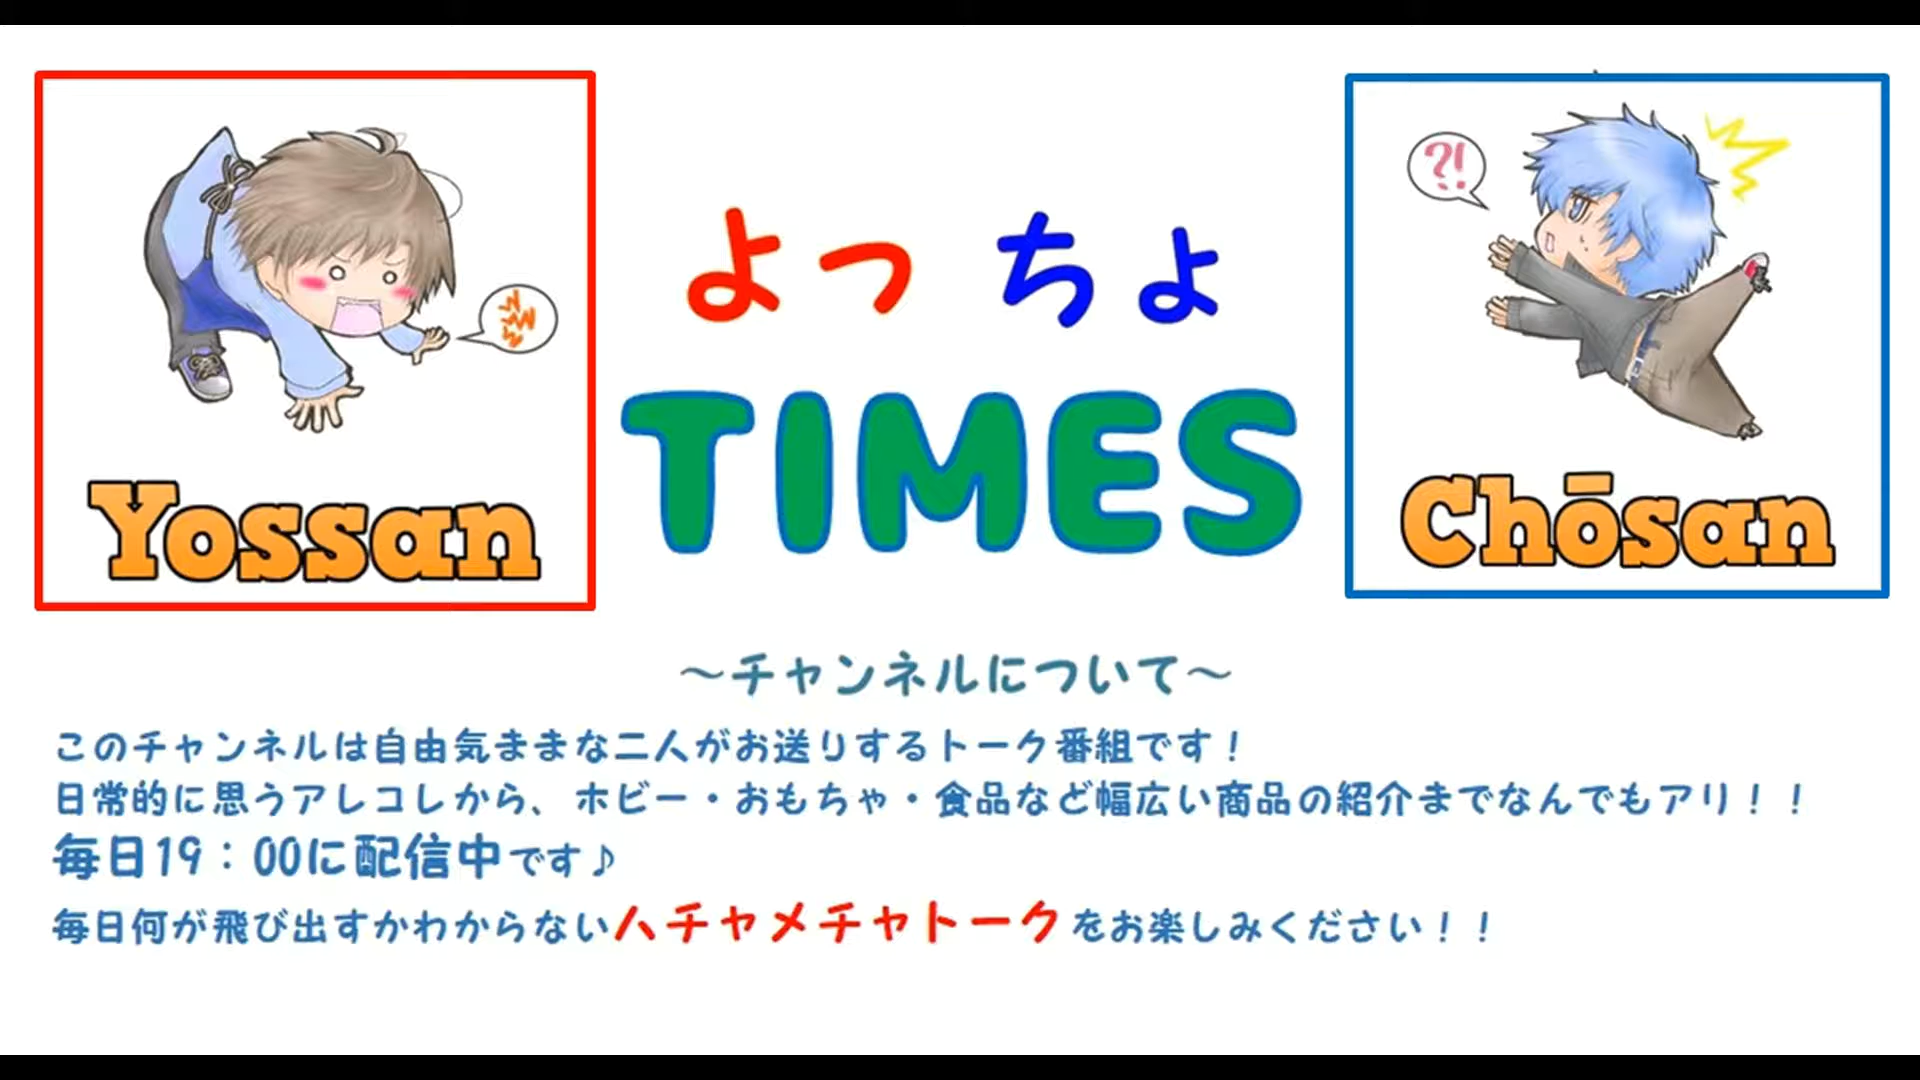 ?!
よっちょ
TIMES
Yossan
Chōsan
～チャンネルについて～
このチャンネルは自由気ままな二人がお送りするトーク番組です！
日常的に思うアレコレから、ホビー・おもちゃ・食品など幅広い商品の紹介までなんでもアリ！！
毎日19：00に配信中です♪
毎日何が飛び出すかわからないハチャメチャトークをお楽しみください！！